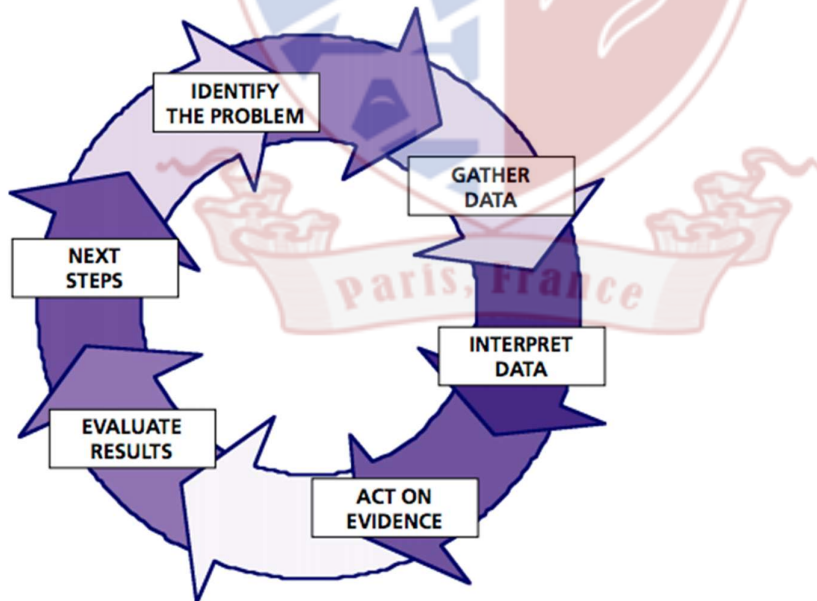 IDENTIFY
THE PROBLEM
GATHER
DATA
Paris, France
INTERPRET
DATA
ACT ON
EVIDENCE
EVALUATE
RESULTS
NEXT
STEPS